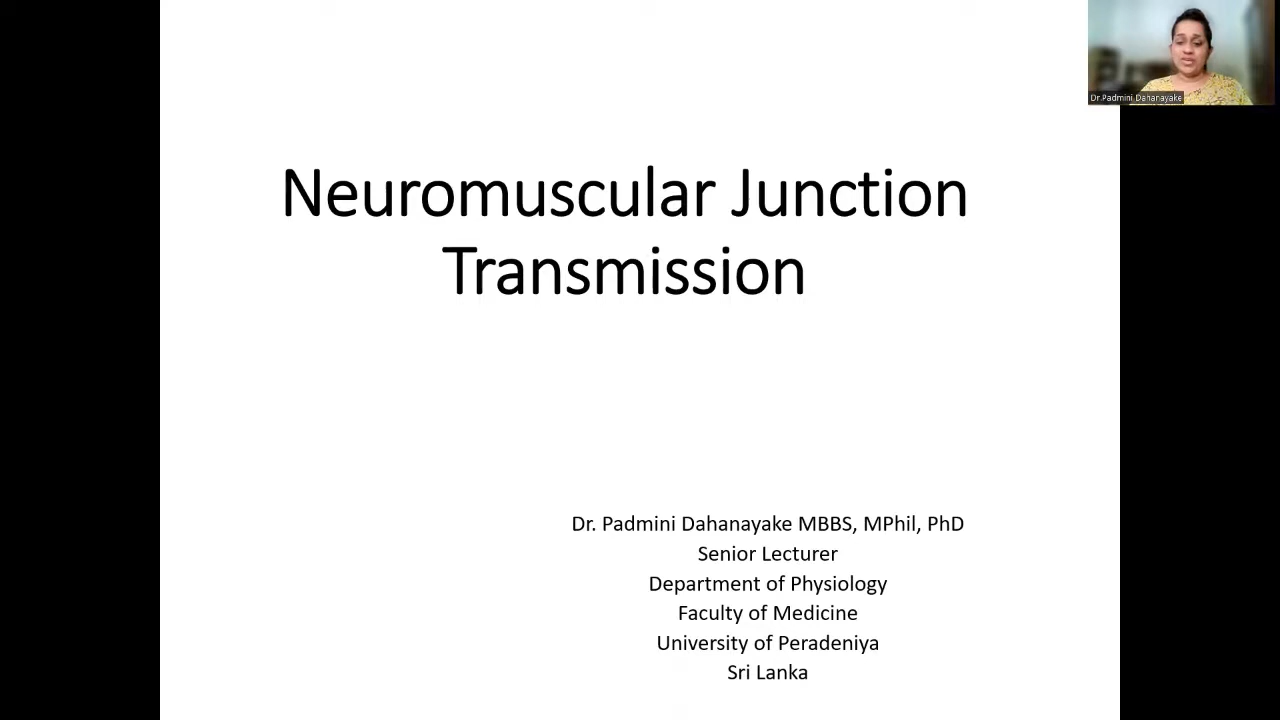 Dr Padmini Dahanayake
Neuromuscular Junction
Transmission
Dr. Padmini Dahanayake MBBS, MPhil, PhD
Senior Lecturer
Department of Physiology
Faculty of Medicine
University of Peradeniya
Sri Lanka